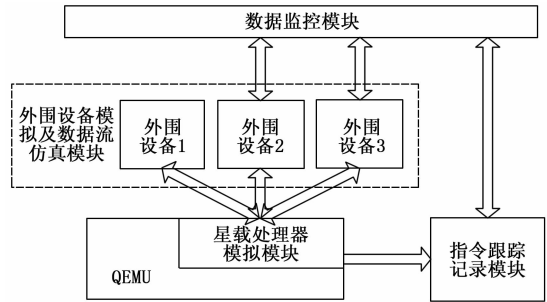 数据监控模块
外围设备模
拟及数据流
仿真模块
外围
设备1
外围
设备2
外围
设备3
星载处理器
模拟模块
QEMU
指令跟踪
记录模块